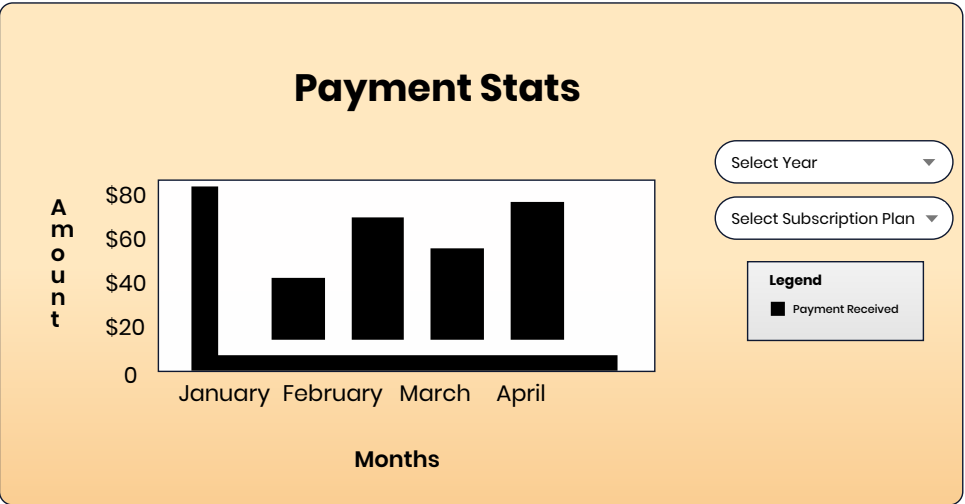 Payment Stats
Select Year
Select Subscription Plan
Legend
Payment Received
Amount
$80
$60
$40
$20
0
January February March April
Months